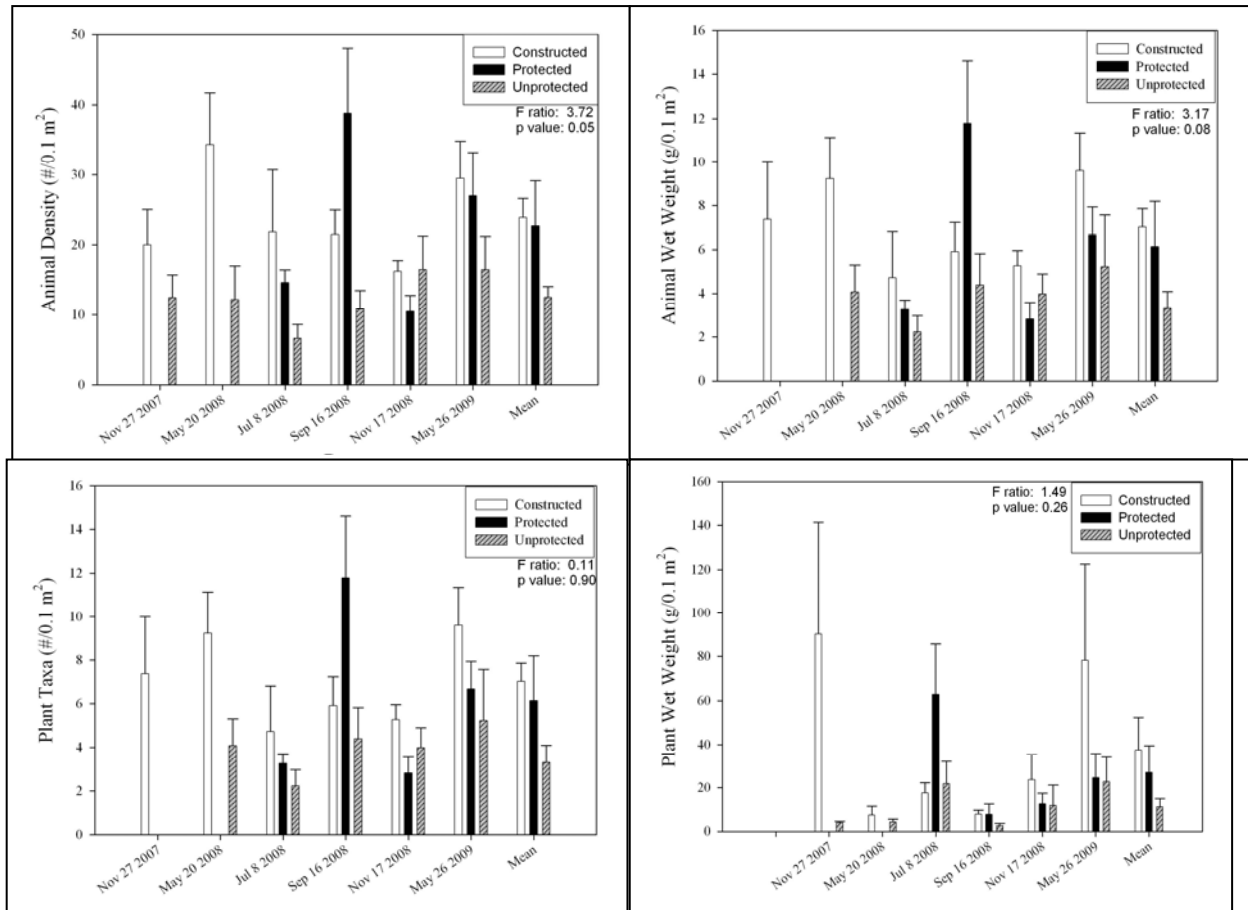 Animal Density (#/0.1 m²)
50
40
30
20
10
0
Constructed
Protected
Unprotected
F ratio: 3.72
p value: 0.05
Nov 27 2007
May 20 2008
Jul 8 2008
Sep 16 2008
Nov 17 2008
May 26 2009
Mean
Animal Wet Weight (g/0.1 m²)
16
14
12
10
8
6
4
2
0
Constructed
Protected
Unprotected
F ratio: 3.17
p value: 0.08
Nov 27 2007
May 20 2008
Jul 8 2008
Sep 16 2008
Nov 17 2008
May 26 2009
Mean
Plant Taxa (#/0.1 m²)
16
14
12
10
8
6
4
2
0
Constructed
Protected
Unprotected
F ratio: 0.11
p value: 0.90
Nov 27 2007
May 20 2008
Jul 8 2008
Sep 16 2008
Nov 17 2008
May 26 2009
Mean
Plant Wet Weight (g/0.1 m²)
160
140
120
100
80
60
40
20
0
F ratio: 1.49
p value: 0.26
Constructed
Protected
Unprotected
Nov 27 2007
May 20 2008
Jul 8 2008
Sep 16 2008
Nov 17 2008
May 26 2009
Mean